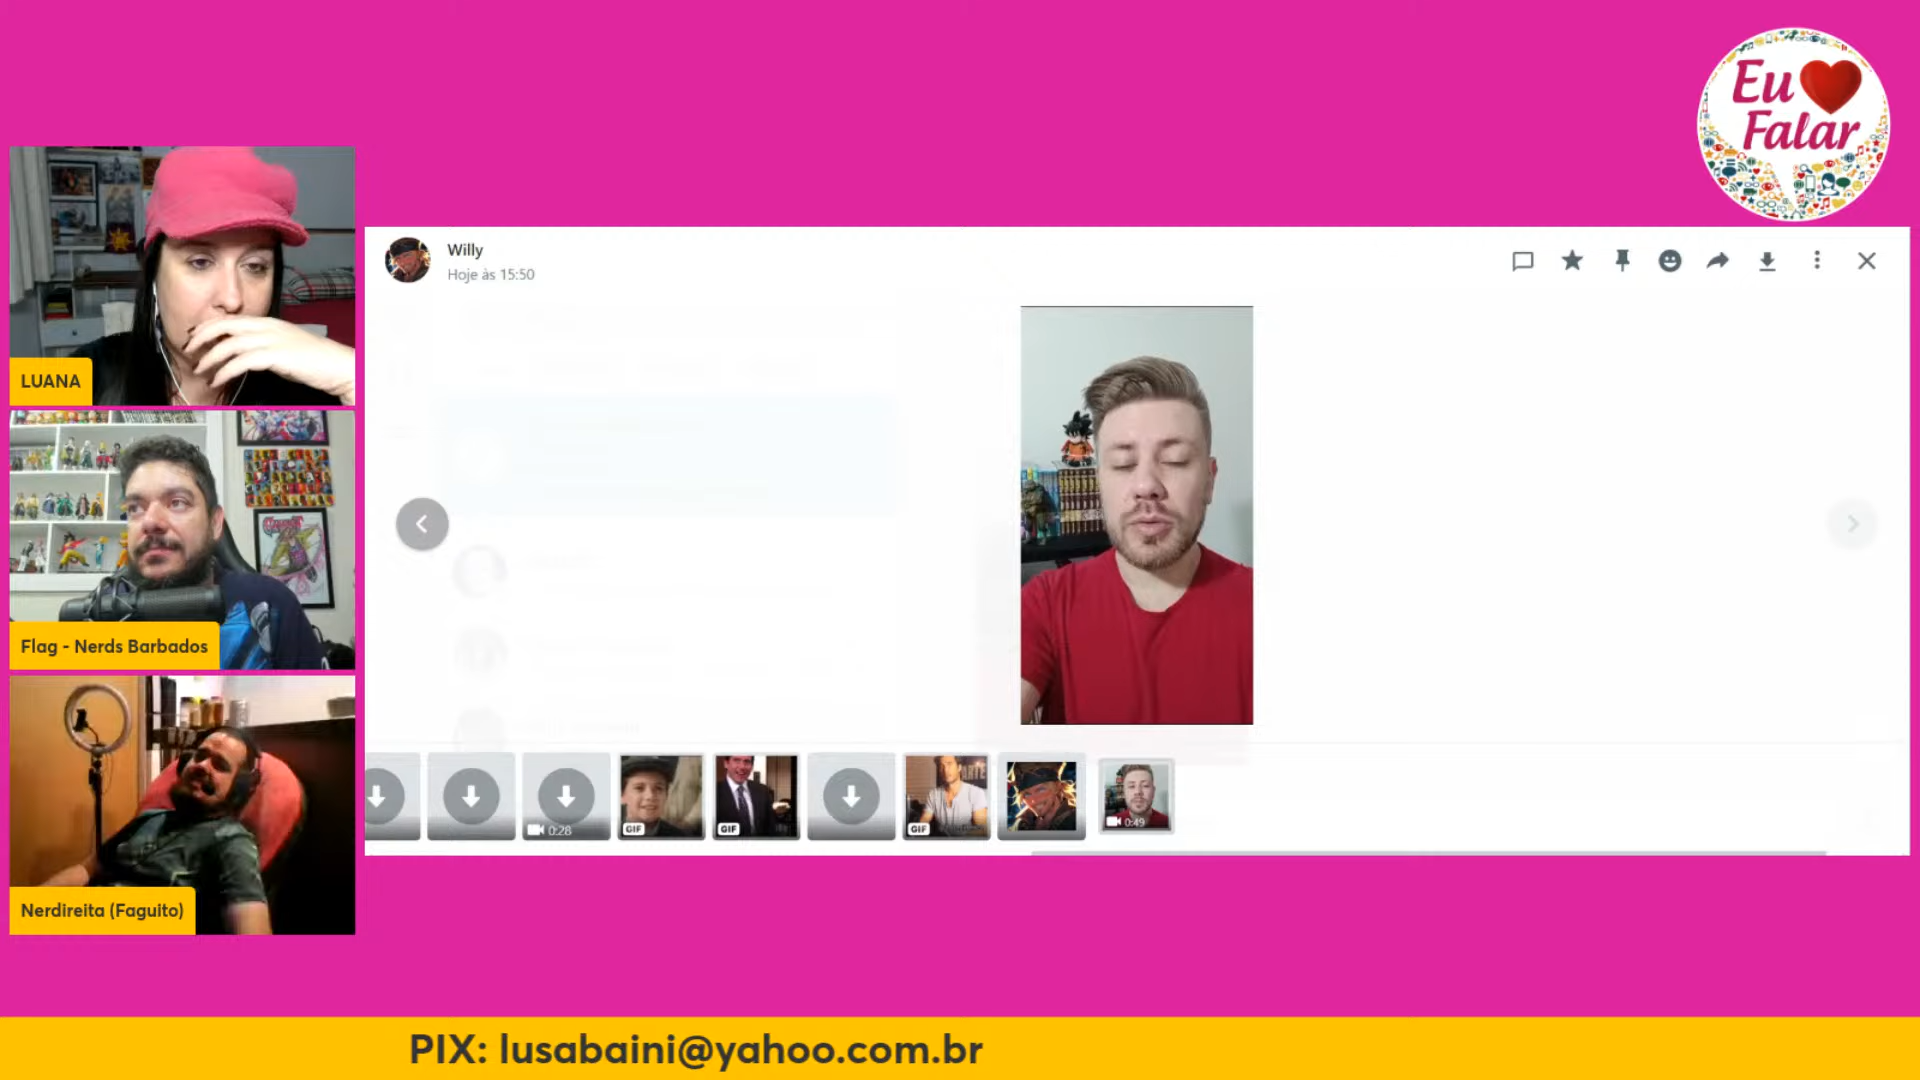 Eu
Falar
Willy
Hoje às 15:50
LUANA
Flag - Nerds Barbados
Nerdireita (Faguito)
0:28
GIF
GIF
GIF
0:49
PIX: lusabaini@yahoo.com.br